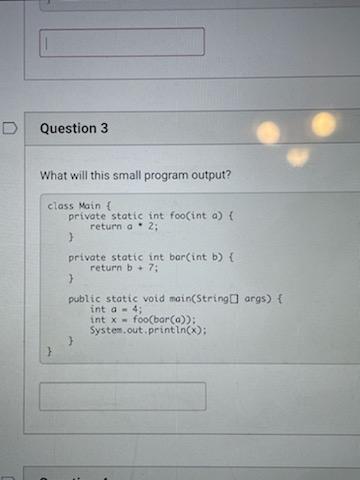 Question 3
What will this small program output?
class Main {
private static int foo(int a) {
return a * 2;
}
private static int bar(int b) {
return b + 7;
}
public static void main(String[] args) {
int a = 4;
int x = foo(bar(a));
System.out.println(x);
}
}